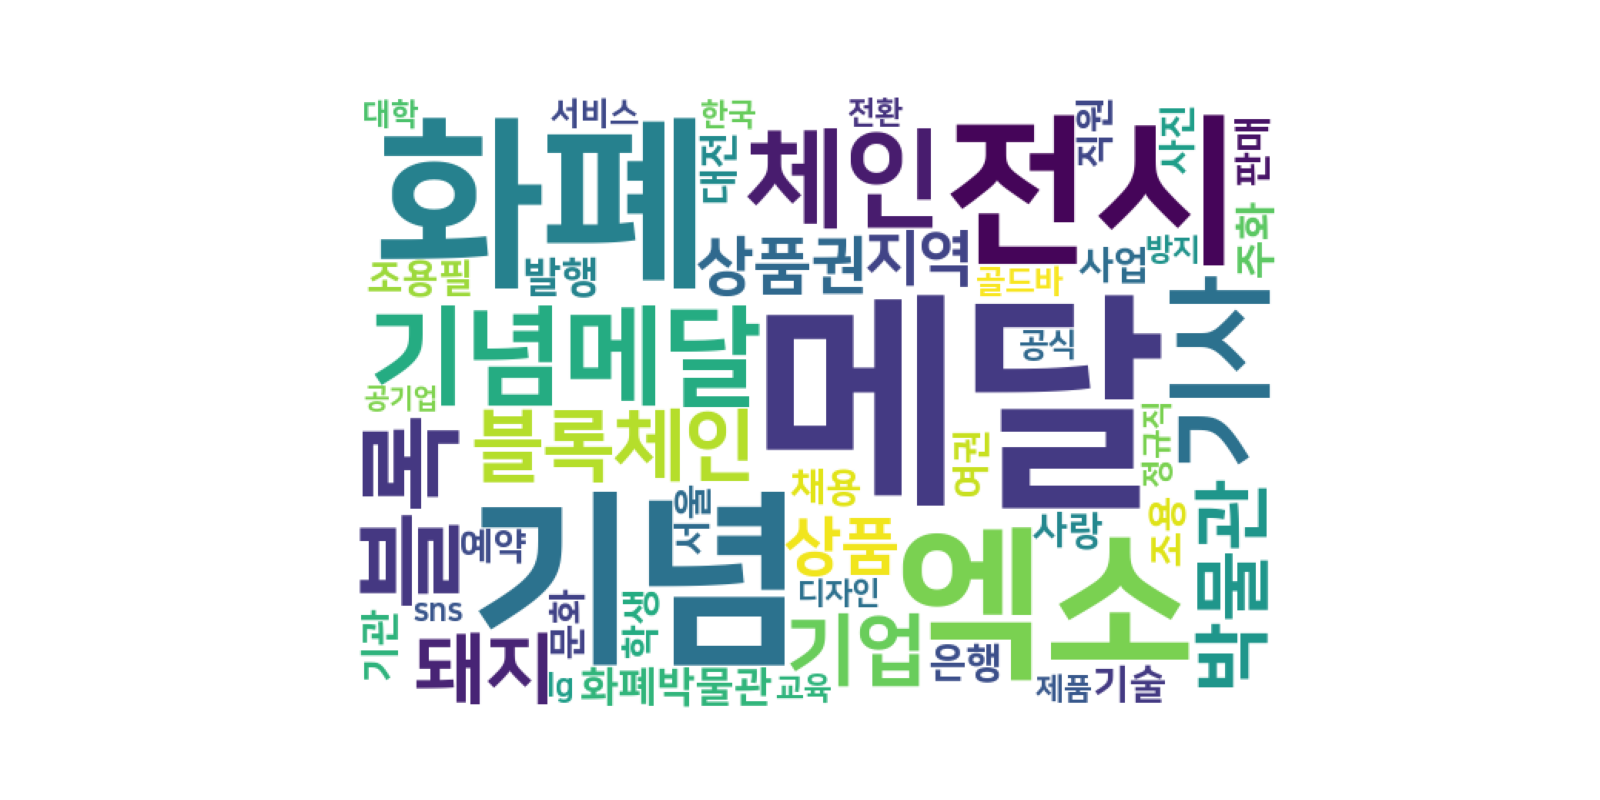 대학
서비스
한국
전환
직원
사진
판매
화폐
대전
체인
전시
주화
조용필
발행
상품권
지역
골드바
사업
방지
기념메달
메달
공식
기사
공기업
블록체인
블록
여권
정규직
채용
박물관
기념
서울
예약
상품
엑소
사랑
조용
sns
디자인
문화
학생
기관
돼지
기업
은행
lg
화폐박물관
교육
제품
기술